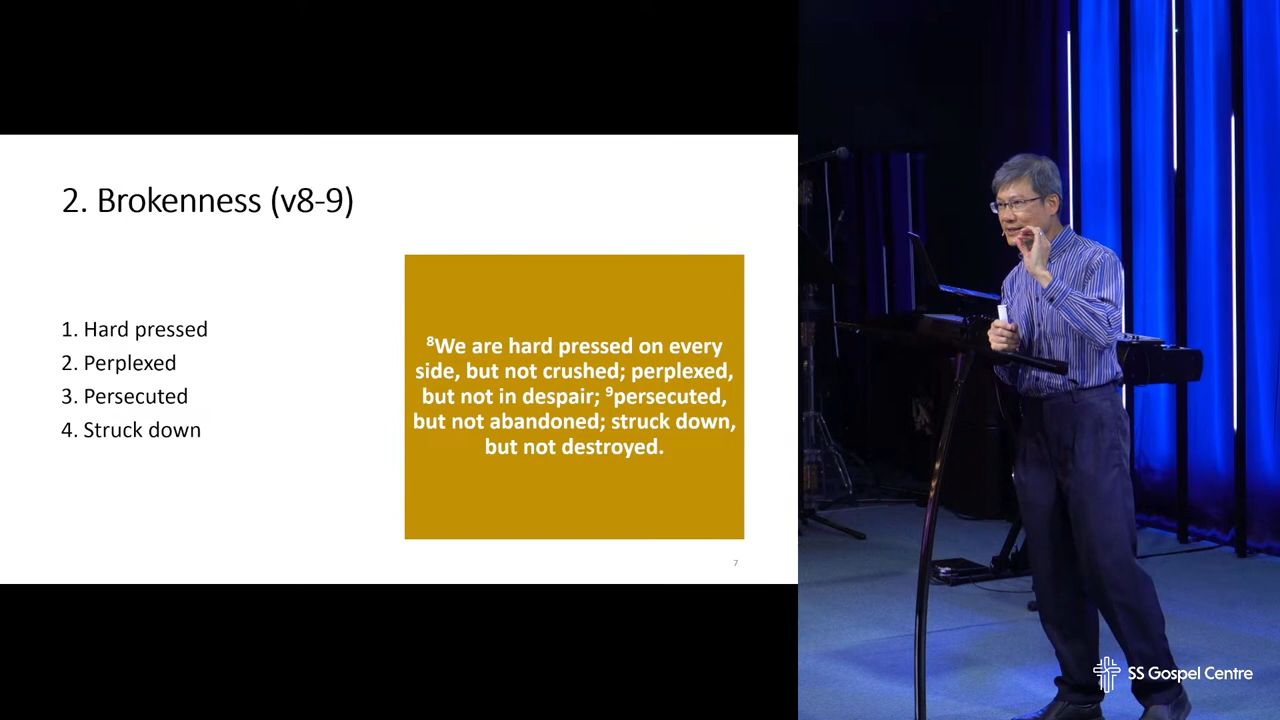 2. Brokenness (v8-9)
1. Hard pressed
2. Perplexed
3. Persecuted
4. Struck down
⁸We are hard pressed on every
side, but not crushed; perplexed,
but not in despair; ⁹persecuted,
but not abandoned; struck down,
but not destroyed.
7
SS Gospel Centre